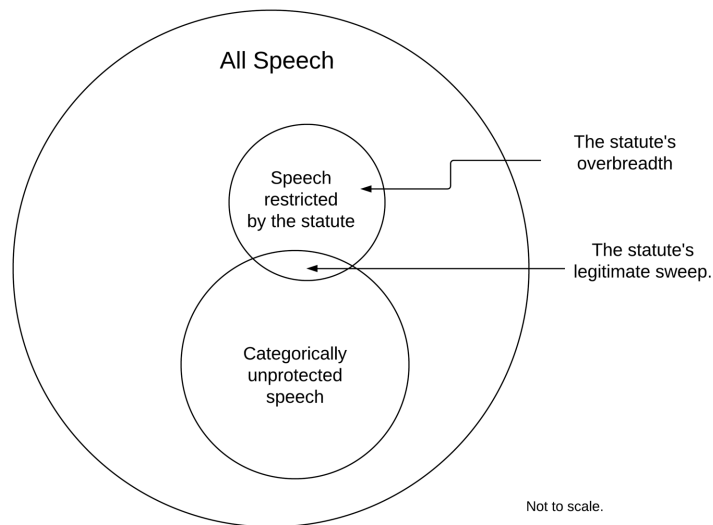 All Speech
The statute's
overbreadth
Speech
restricted
by the statute
The statute's
legitimate sweep.
Categorically
unprotected
speech
Not to scale.